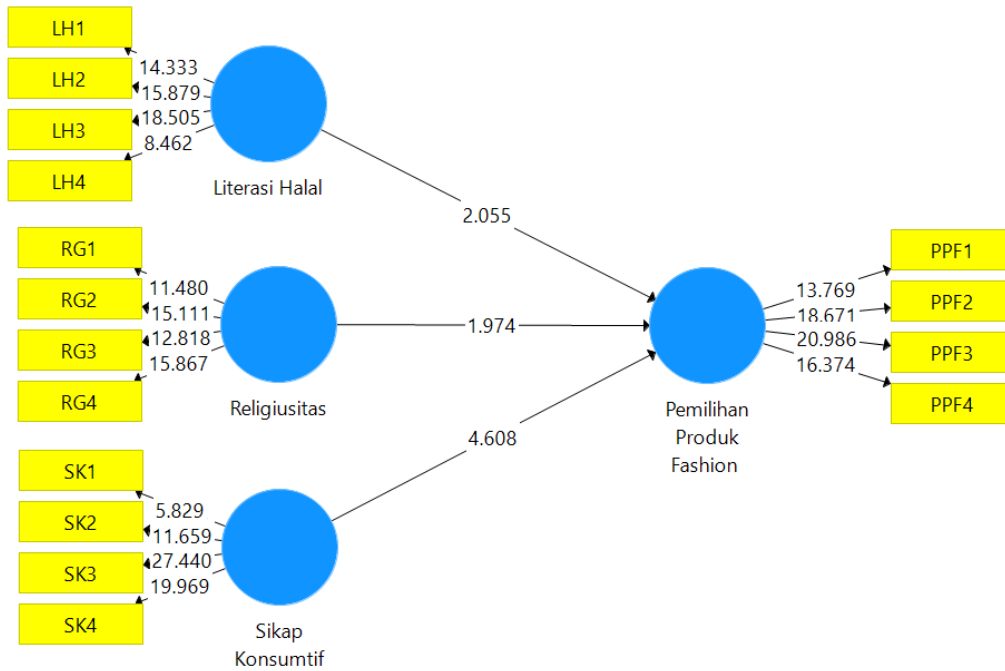 LH1
LH2
LH3
LH4
14.333
15.879
18.505
8.462
Literasi Halal
2.055
RG1
RG2
RG3
RG4
11.480
15.111
12.818
15.867
Religiusitas
1.974
SK1
SK2
SK3
SK4
5.829
11.659
27.440
19.969
Sikap
Konsumtif
4.608
Pemilihan
Produk
Fashion
13.769
18.671
20.986
16.374
PPF1
PPF2
PPF3
PPF4